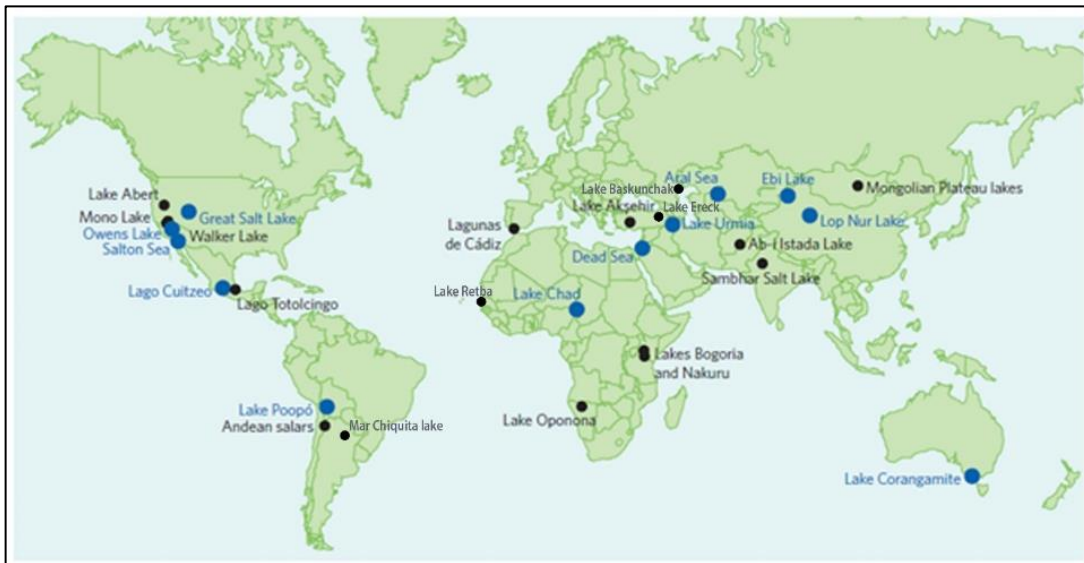 Lake Abert
Mono Lake
Owens Lake
Salton Sea
Great Salt Lake
Walker Lake
Lago Cuitzeo
Lago Totolcingo
Lake Poopó
Andean salars
Mar Chiquita lake
Lagunas
de Cádiz
Lake Retba
Lake Chad
Lake Baskunchak
Aral Sea
Lake Akşehir
Lake Ereck
Lake Urmia
Dead Sea
Ebi Lake
Mongolian Plateau lakes
Lop Nur Lake
Ab-i Istada Lake
Sambhar Salt Lake
Lakes Bogoria
and Nakuru
Lake Oponona
Lake Corangamite